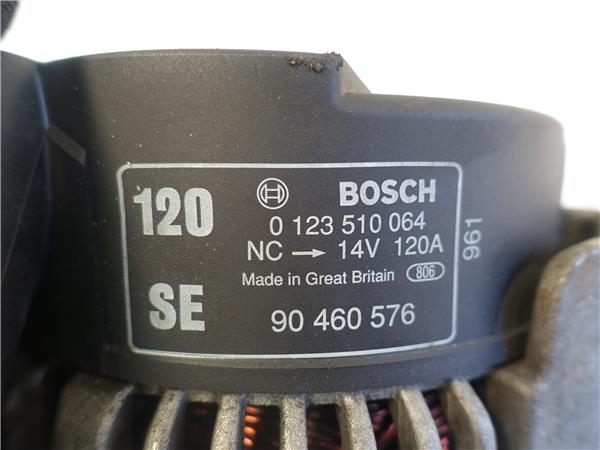 120
BOSCH
0 123 510 064
NC → 14V 120A
Made in Great Britain 806
SE
90 460 576
961